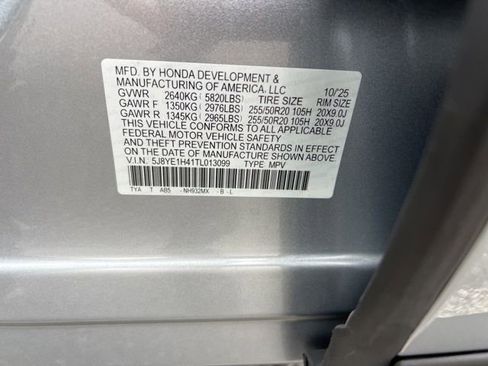 MFD. BY HONDA DEVELOPMENT &
MANUFACTURING OF AMERICA, LLC 10/'25
GVWR 2640KG( 5820LBS) TIRE SIZE RIM SIZE
GAWR F 1350KG( 2976LBS) 255/50R20 105H 20X9.0J
GAWR R 1345KG( 2965LBS) 255/50R20 105H 20X9.0J
THIS VEHICLE CONFORMS TO ALL APPLICABLE
FEDERAL MOTOR VEHICLE SAFETY
AND THEFT PREVENTION STANDARDS IN EFFECT
ON THE DATE OF MANUFACTURE SHOWN ABOVE.
V.I.N. 5J8YE1H41TL013099 TYPE MPV
TYA T AB5 - NH932MX - B - L